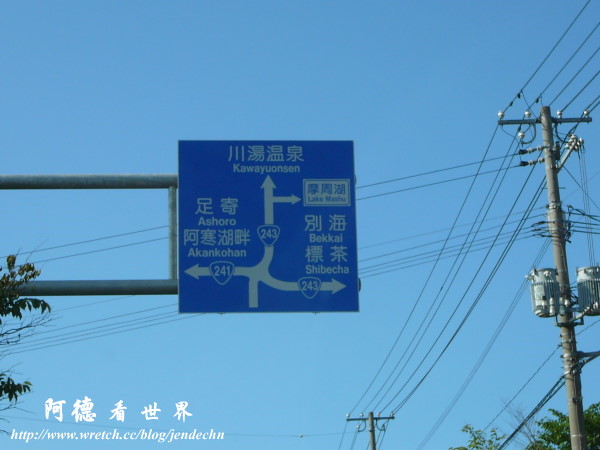 川湯温泉
Kawayuonsen
摩周湖
Lake Mashu
足寄
Ashoro
阿寒湖畔
Akankohan
別海
Bekkai
標茶
Shibecha
243
241
243
阿德看世界
http://www.wretch.cc/blog/jendechn